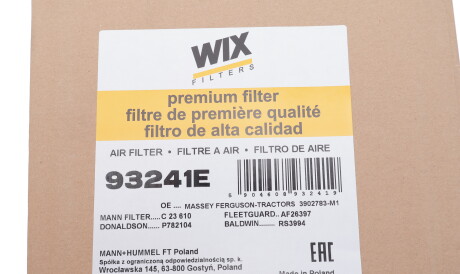 WIX
FILTERS
premium filter
filtre de première qualité
filtro de alta calidad
AIR FILTER • FILTRE A AIR • FILTRO DE AIRE
93241E
5904608932419
OE .... MASSEY FERGUSON-TRACTORS 3902783-M1
MANN FILTER.....C 23 610 FLEETGUARD..AF26397
DONALDSON......P782104 BALDWIN........RS3994
MANN+HUMMEL FT Poland
Spółka z ograniczoną odpowiedzialnością sp. k.
Wrocławska 145, 63-800 Gostyń, Poland
EAC
Made in Poland